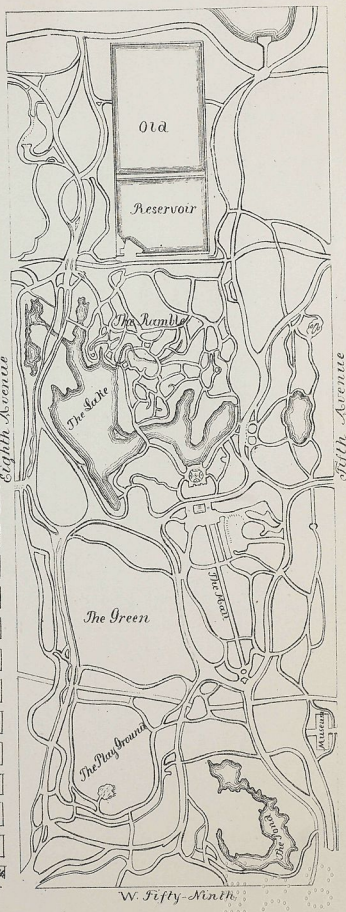 Old
Reservoir
The Ramble
Eighth Avenue
Fifth Avenue
The Lake
The Mall
The Green
The Play Ground
Museum
The Pond
W. Fifty-Ninth